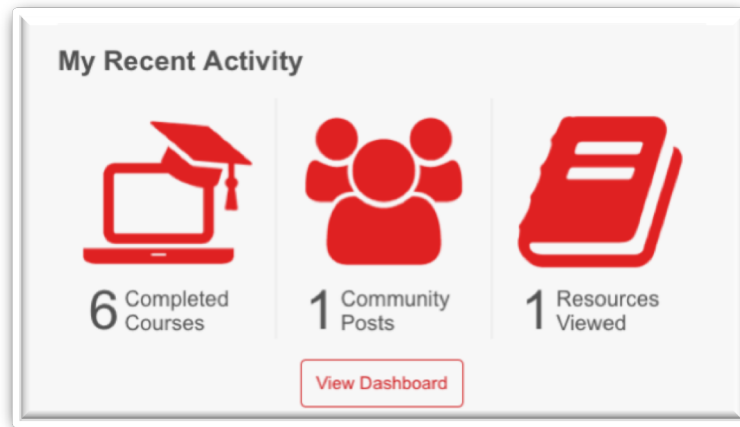 My Recent Activity
6 Completed
Courses
1 Community
Posts
1 Resources
Viewed
View Dashboard